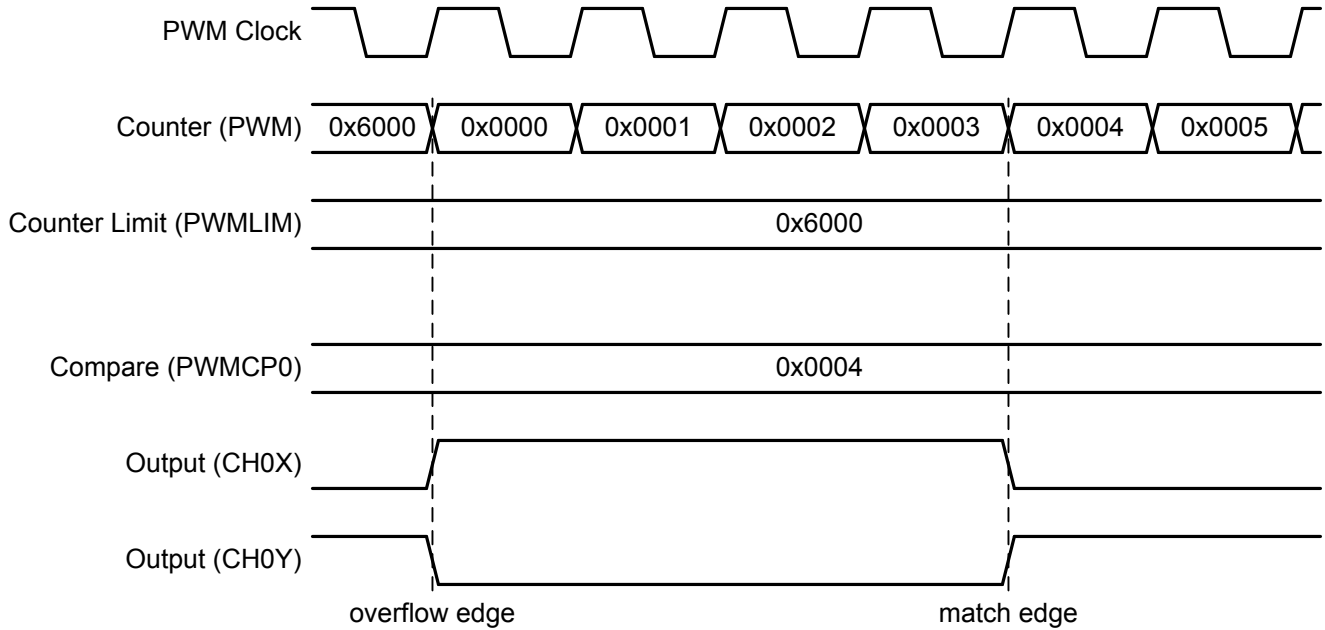 PWM Clock
Counter (PWM) 0x6000 0x0000 0x0001 0x0002 0x0003 0x0004 0x0005
Counter Limit (PWMLIM) 0x6000
Compare (PWMCP0) 0x0004
Output (CH0X)
Output (CH0Y)
overflow edge match edge